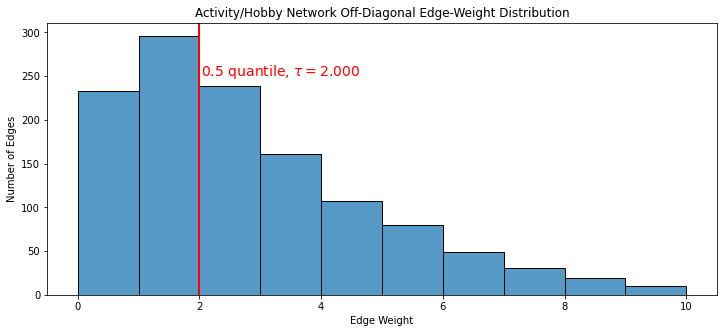 Activity/Hobby Network Off-Diagonal Edge-Weight Distribution
300
250
200
150
100
50
0
Number of Edges
0.5 quantile, τ = 2.000
0 2 4 6 8 10
Edge Weight